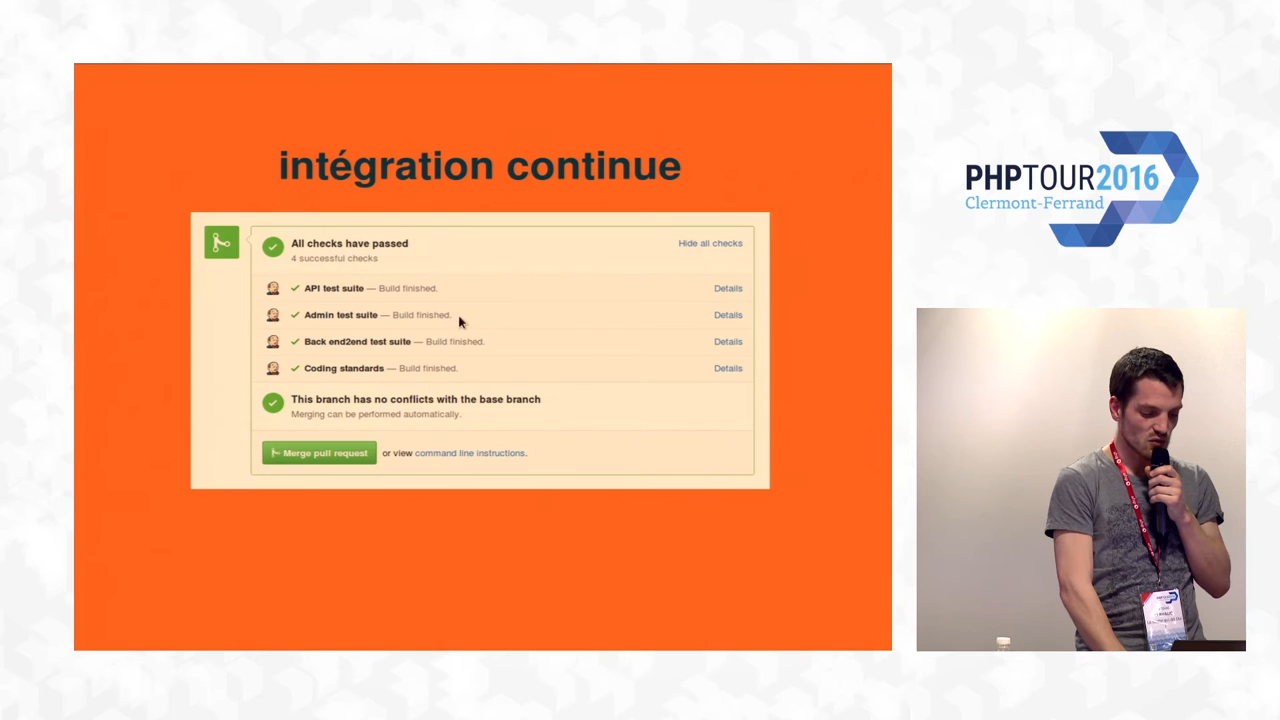 intégration continue
All checks have passed
Hide all checks
4 successful checks
API test suite — Build finished.
Details
Admin test suite — Build finished.
Details
Back end2end test suite — Build finished.
Details
Coding standards — Build finished.
Details
This branch has no conflicts with the base branch
Merging can be performed automatically.
Merge pull request or view command line instructions.
PHPTOUR2016
Clermont-Ferrand